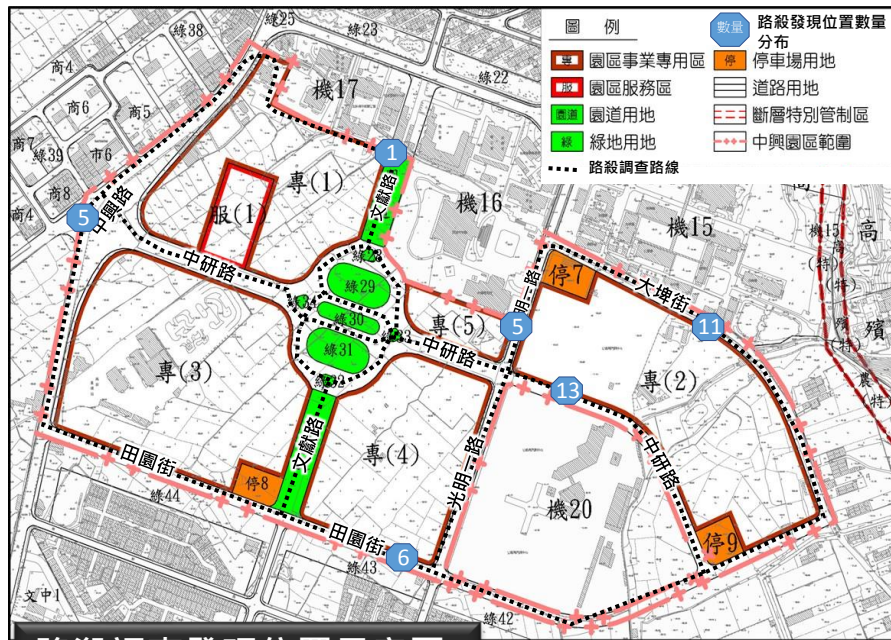 圖 例
數量
路殺發現位置數量
分布
專
園區事業專用區
停
停車場用地
服
園區服務區
道路用地
園道
園道用地
斷層特別管制區
綠
綠地用地
中興園區範圍
路殺調查路線
綠25
綠38
綠23
商4
綠22
機17
商6
商5
商7
綠39
市6
1
專(1)
文獻路
商8
機16
機15
商4
5
中興路
服(1)
高
機15
(特)
高
(特)
綠28
中研路
停7
大埤街
綠29
殯
綠34
光明一路
殯
(特)
綠30
專(5)
5
11
綠33
綠31
中研路
農
(特)
專(3)
綠32
專(2)
13
文獻路
專(4)
中研路
田園街
光明一路
停8
綠44
機20
停9
田園街
6
綠43
文中1
綠42